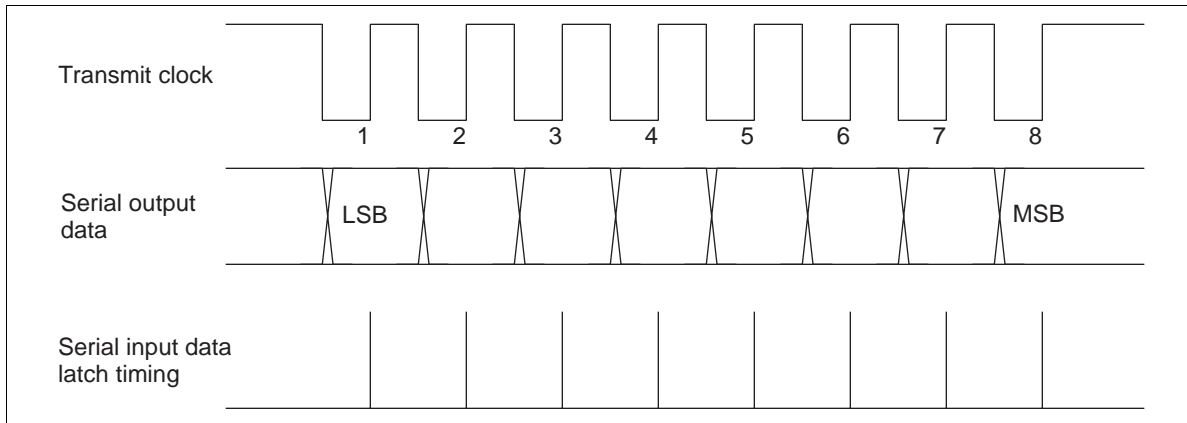 Transmit clock
1 2 3 4 5 6 7 8
Serial output
data
LSB
MSB
Serial input data
latch timing